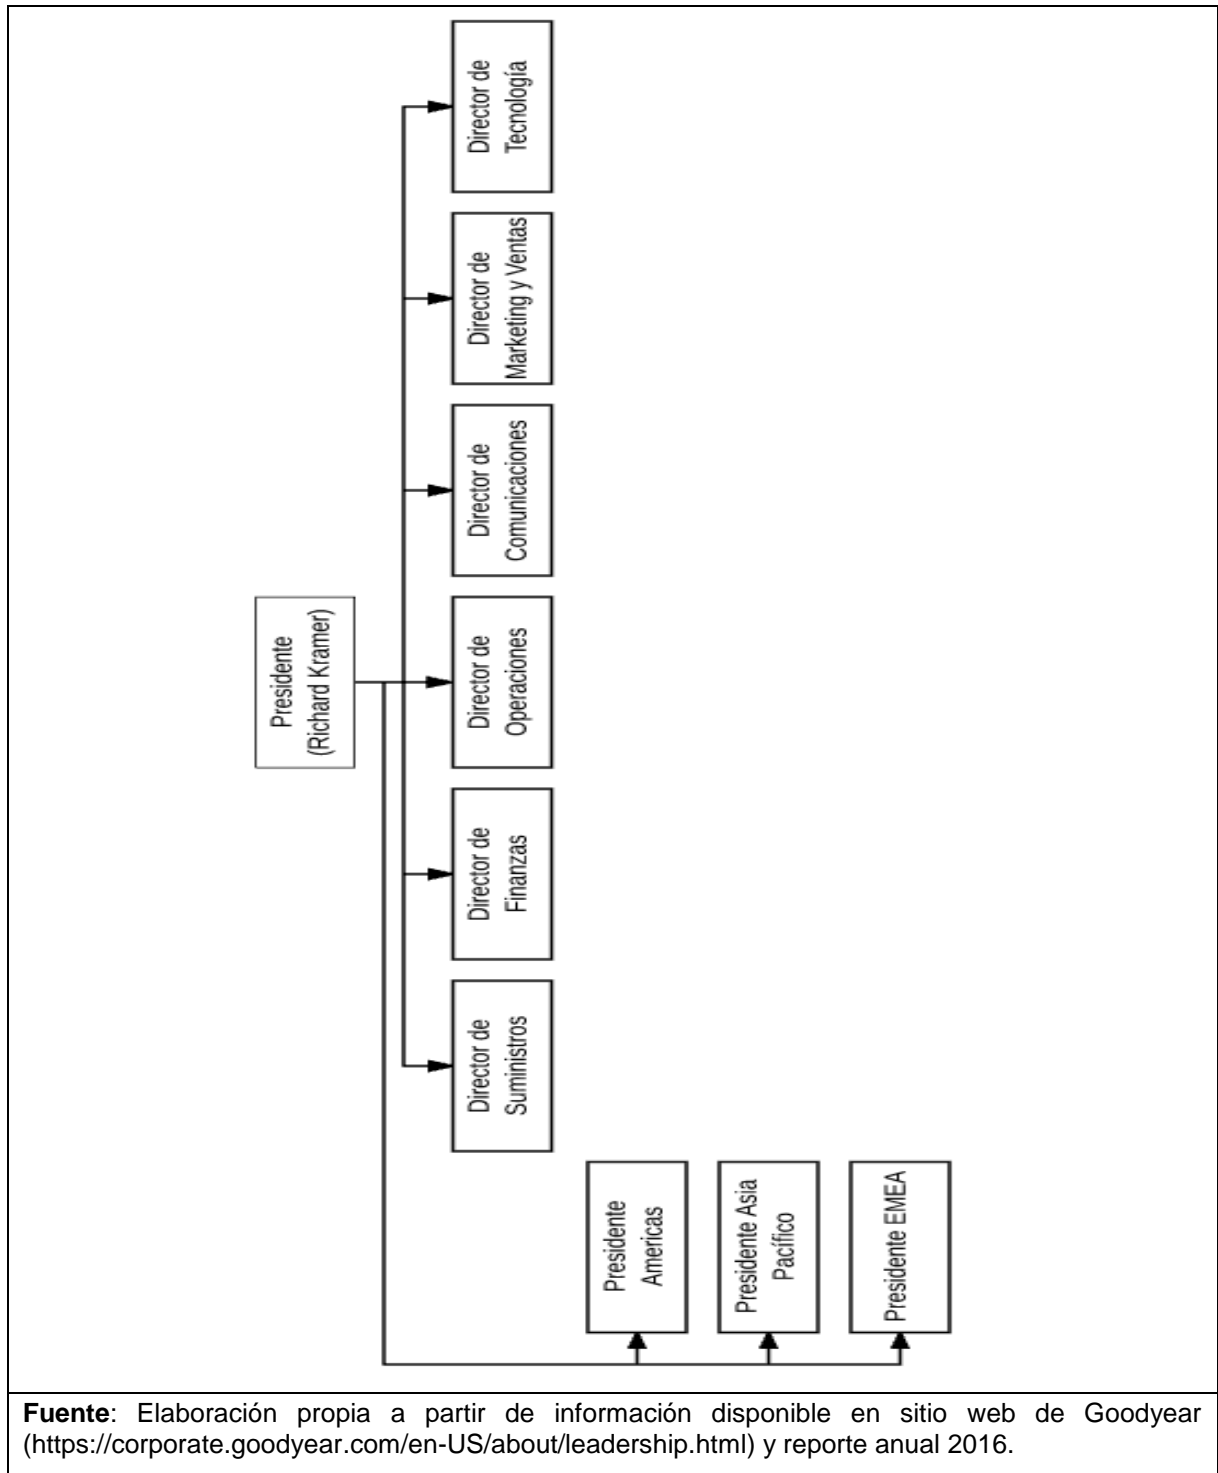 Presidente
(Richard Kramer)
Director de
Suministros
Director de
Finanzas
Director de
Operaciones
Director de
Comunicaciones
Director de
Marketing y Ventas
Director de
Tecnología
Presidente
Americas
Presidente Asia
Pacífico
Presidente EMEA
Fuente: Elaboración propia a partir de información disponible en sitio web de Goodyear
(https://corporate.goodyear.com/en-US/about/leadership.html) y reporte anual 2016.